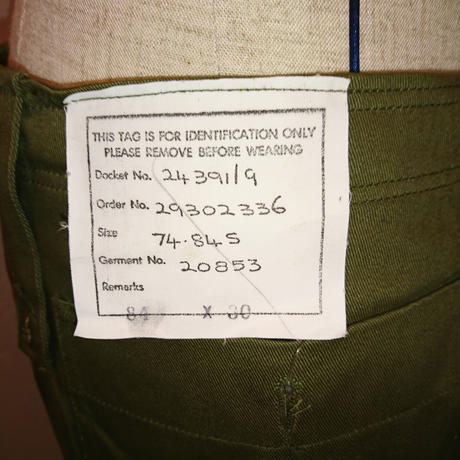 THIS TAG IS FOR IDENTIFICATION ONLY
PLEASE REMOVE BEFORE WEARING
Docket No. 24391/9
Order No. 29302336
Size 74.84S
Garment No. 20853
Remarks
84 X 80